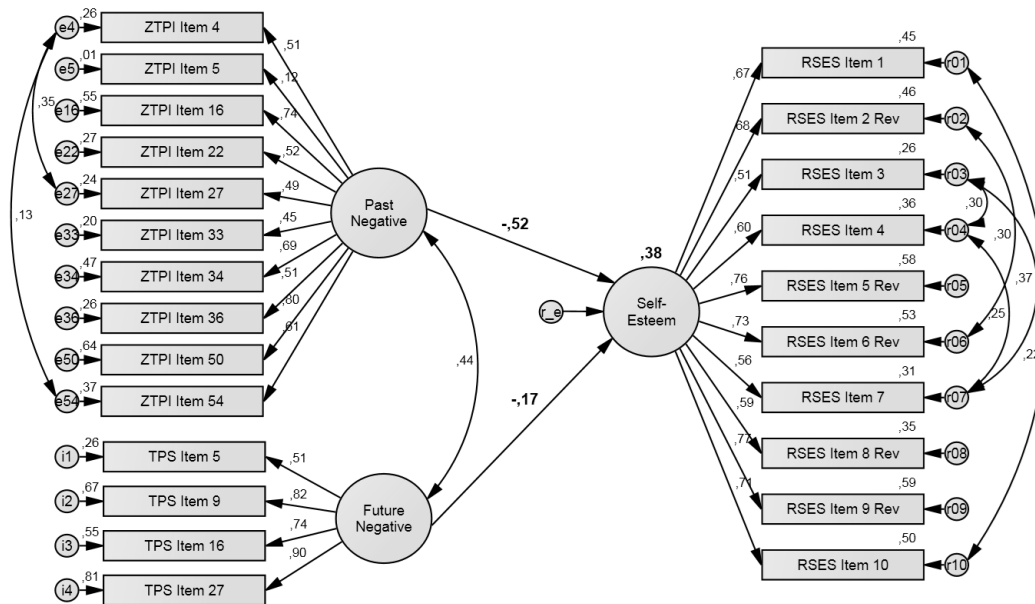 e4 ,26 ZTPI Item 4
e5 ,01 ZTPI Item 5
e16 ,55 ZTPI Item 16
e22 ,27 ZTPI Item 22
e27 ,24 ZTPI Item 27
e33 ,20 ZTPI Item 33
e34 ,47 ZTPI Item 34
e36 ,26 ZTPI Item 36
e50 ,64 ZTPI Item 50
e54 ,37 ZTPI Item 54
,35
,13
,51
,12
,74
,52
,49
,45
,69
,51
,80
,61
Past
Negative
i1 ,26 TPS Item 5
i2 ,67 TPS Item 9
i3 ,55 TPS Item 16
i4 ,81 TPS Item 27
,51
,82
,74
,90
Future
Negative
,44
-,52
-,17
r_e
,38
Self-
Esteem
,67
,68
,51
,60
,76
,73
,56
,59
,77
,71
RSES Item 1 ,45 r01
RSES Item 2 Rev ,46 r02
RSES Item 3 ,26 r03
RSES Item 4 ,36 r04
RSES Item 5 Rev ,58 r05
RSES Item 6 Rev ,53 r06
RSES Item 7 ,31 r07
RSES Item 8 Rev ,35 r08
RSES Item 9 Rev ,59 r09
RSES Item 10 ,50 r10
,30
,30
,37
,25
,22